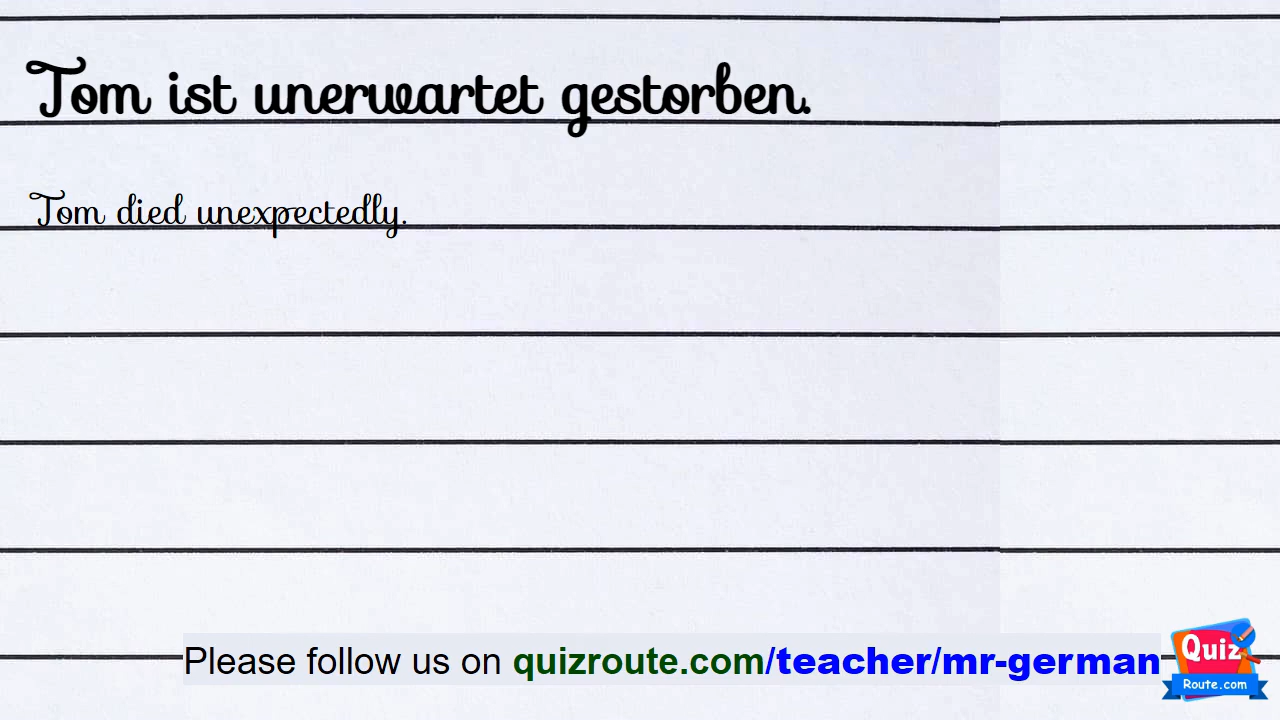 Tom ist unerwartet gestorben.
Tom died unexpectedly.
Please follow us on quizroute.com/teacher/mr-german
Quiz
Route.com